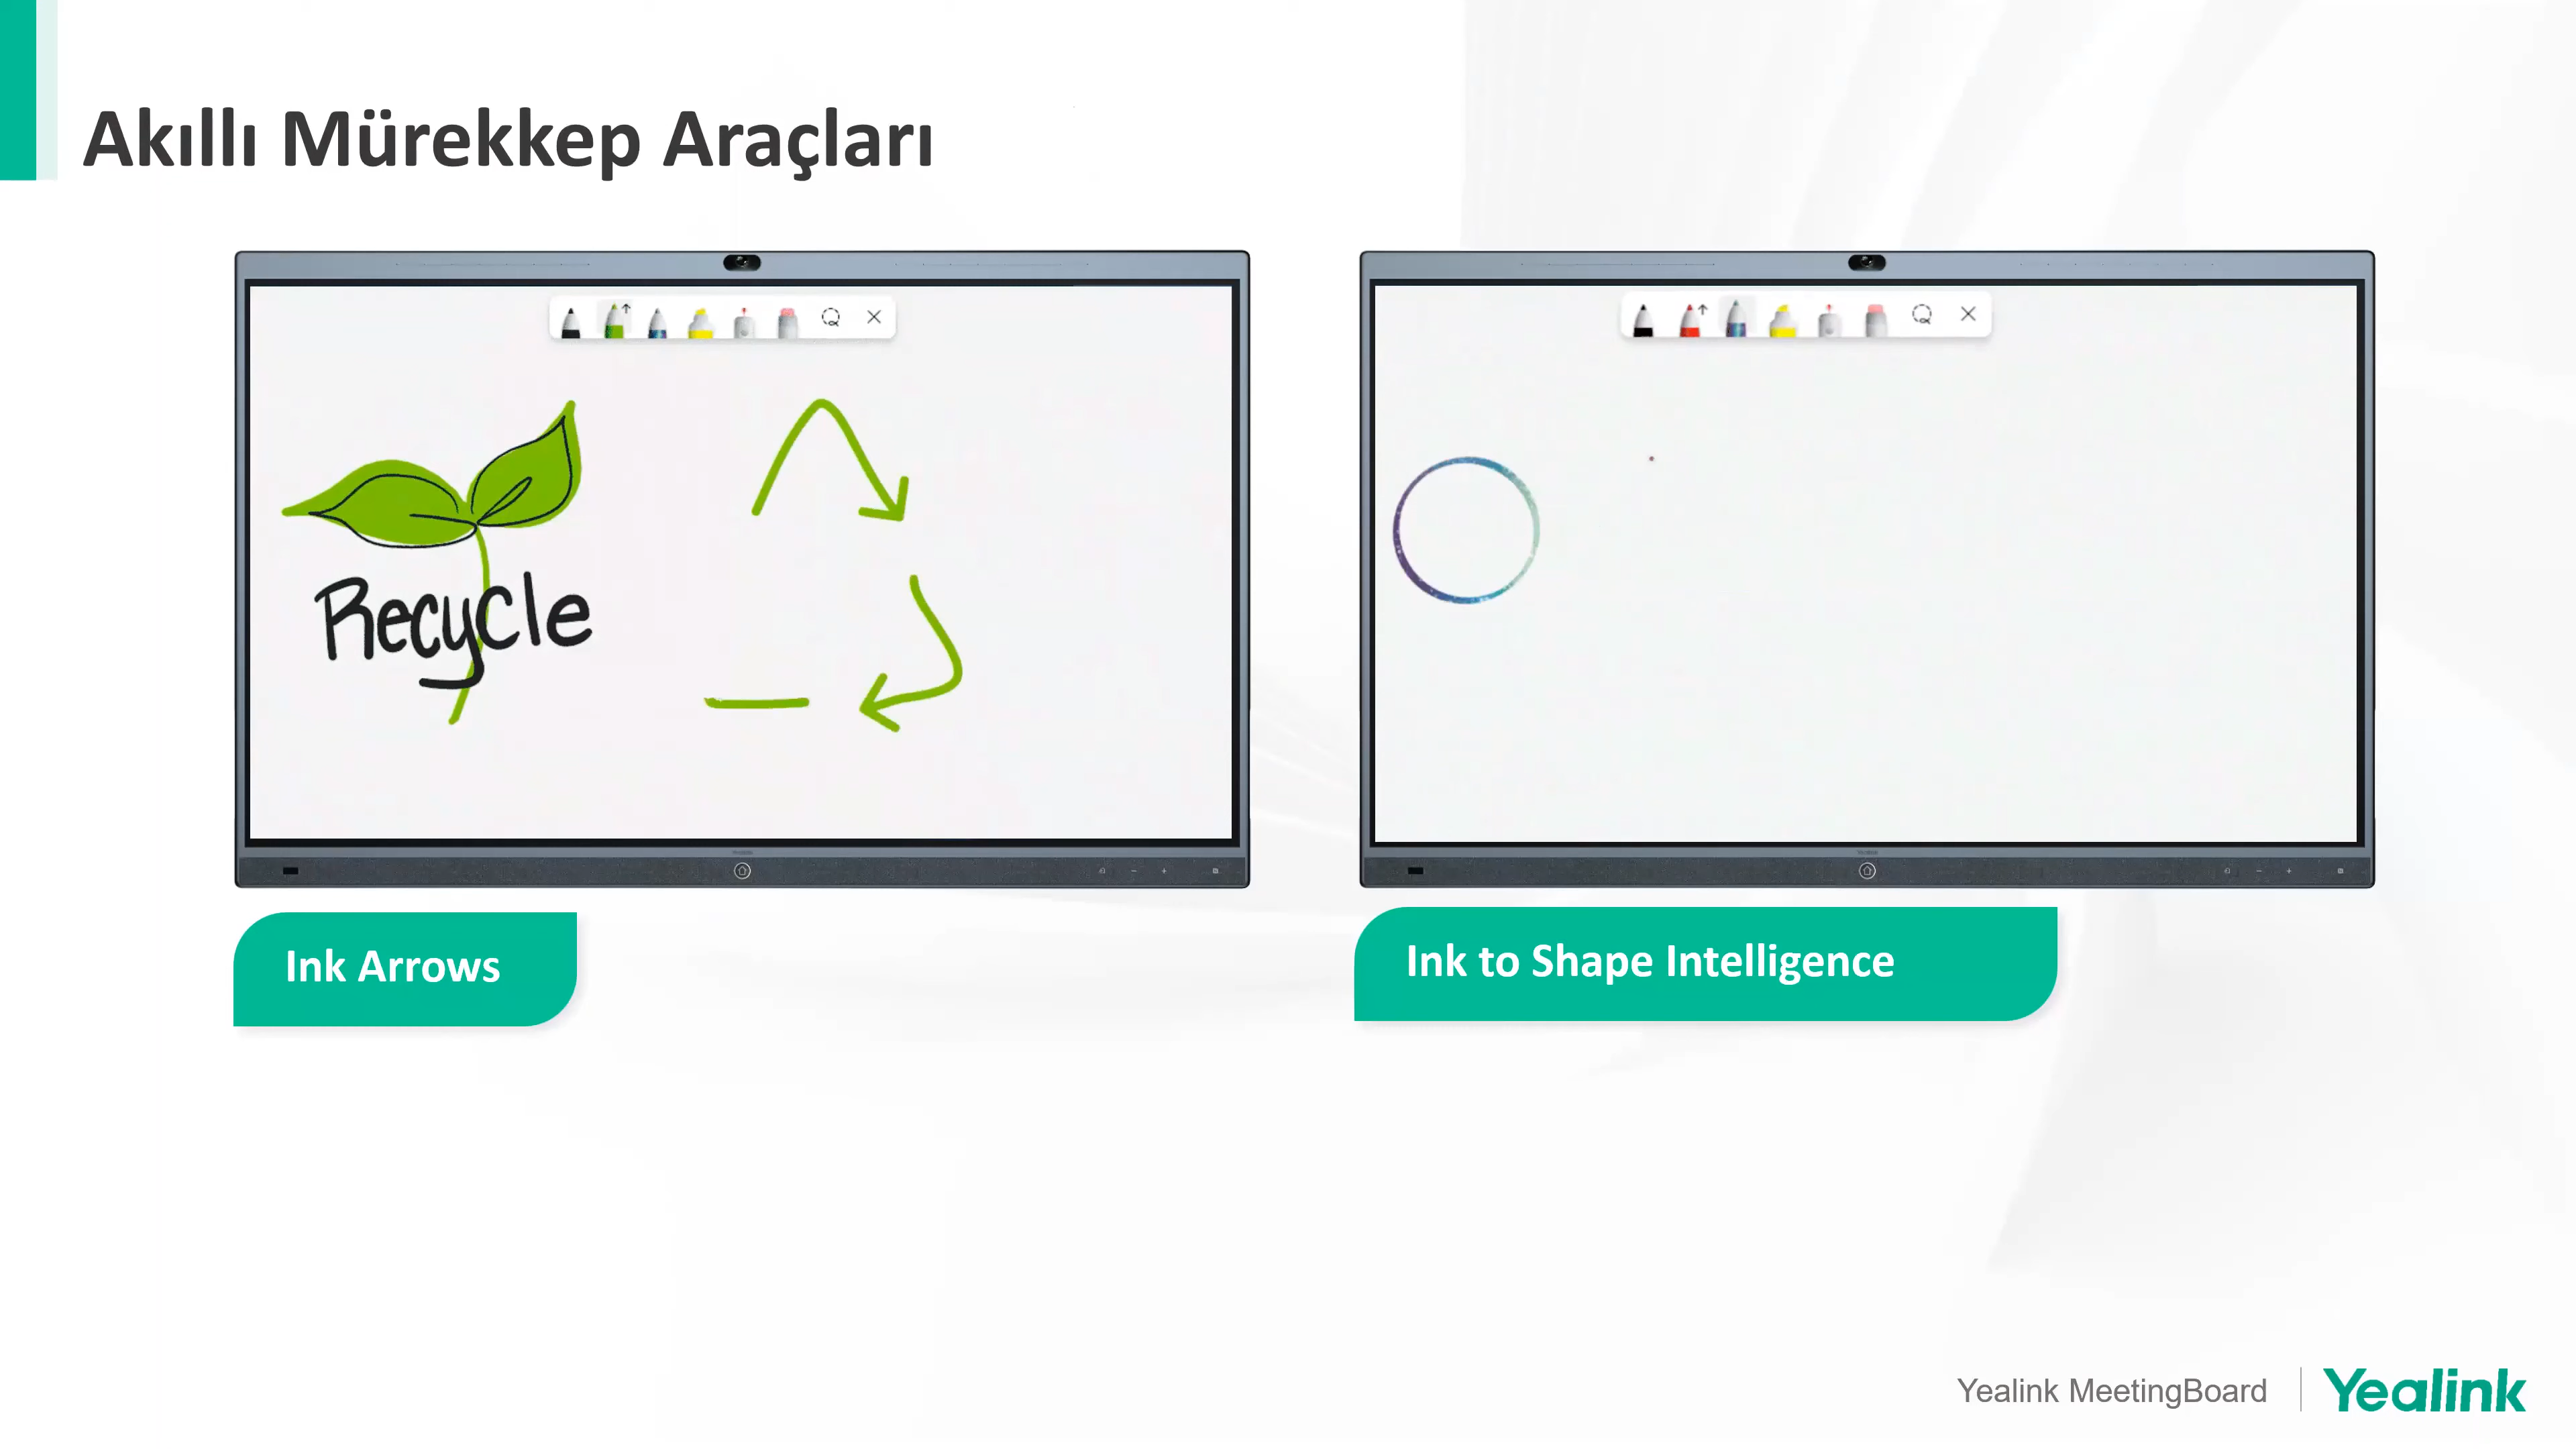 Akıllı Mürekkep Araçları
Recycle
Ink Arrows
Ink to Shape Intelligence
Yealink MeetingBoard
Yealink